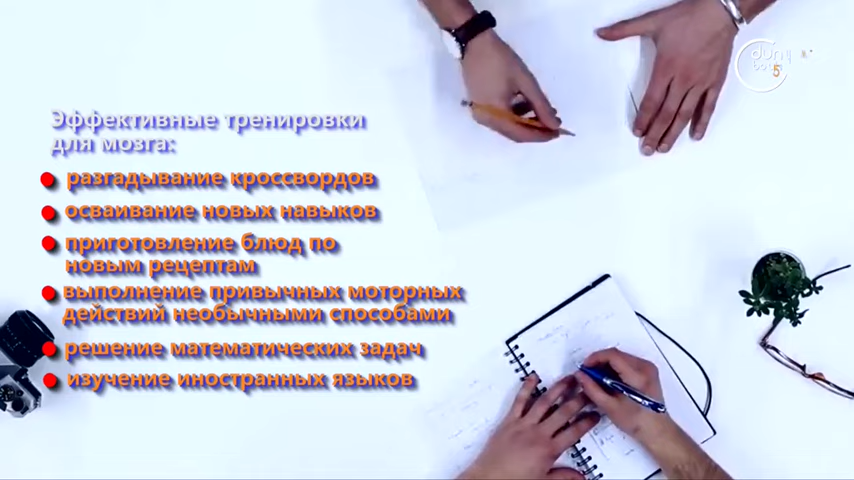 Эффективные тренировки
для мозга:
разгадывание кроссвордов
осваивание новых навыков
приготовление блюд по
новым рецептам
выполнение привычных моторных
действий необычными способами
решение математических задач
изучение иностранных языков